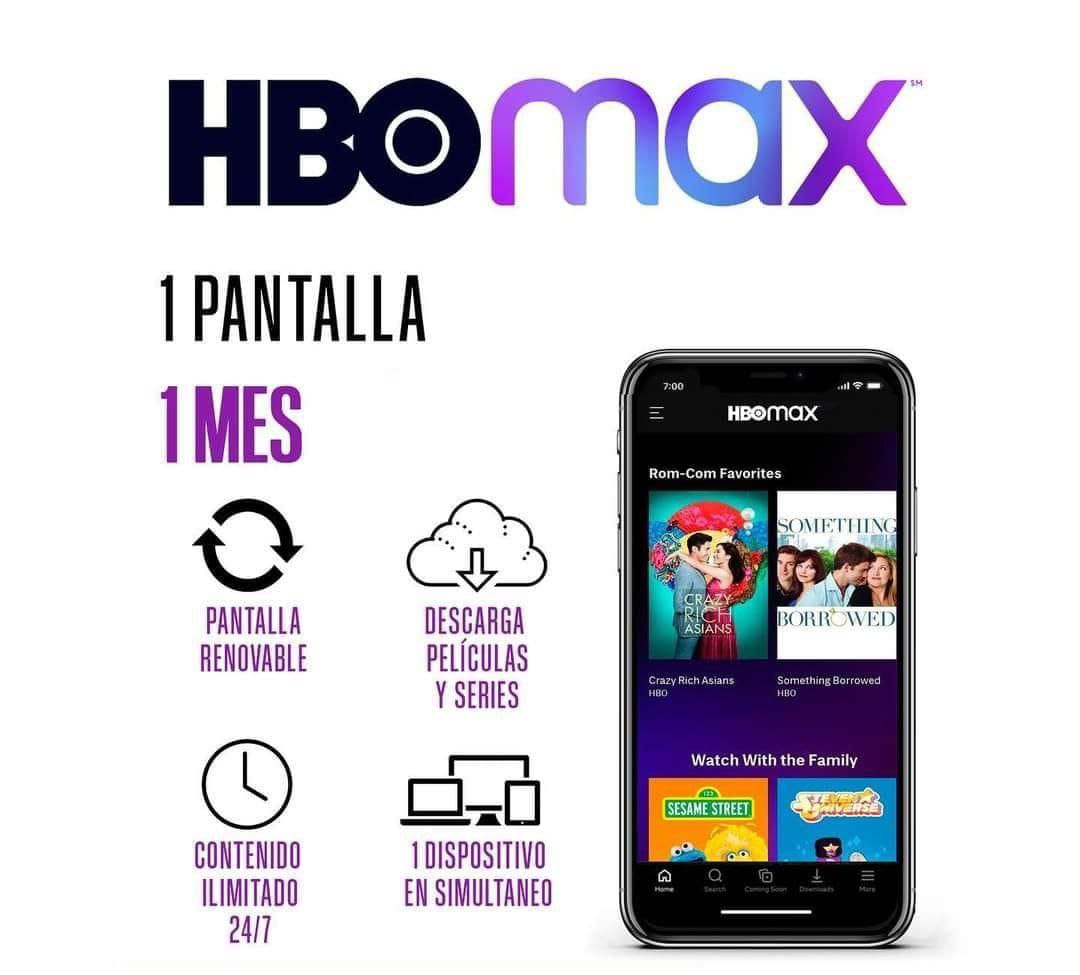 HBOmax℠
1 PANTALLA
1 MES
PANTALLA
RENOVABLE
DESCARGA
PELÍCULAS
Y SERIES
CONTENIDO
ILIMITADO
24/7
1 DISPOSITIVO
EN SIMULTANEO
7:00
HBOmax
Rom-Com Favorites
CRAZY
RICH
ASIANS
SOMETHING
BORROWED
Crazy Rich Asians
HBO
Something Borrowed
HBO
Watch With the Family
123
SESAME STREET
STEVEN
UNIVERSE
Home
Search
Coming Soon
Downloads
More